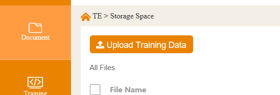 TE > Storage Space
Document
Upload Training Data
All Files
File Name
Training